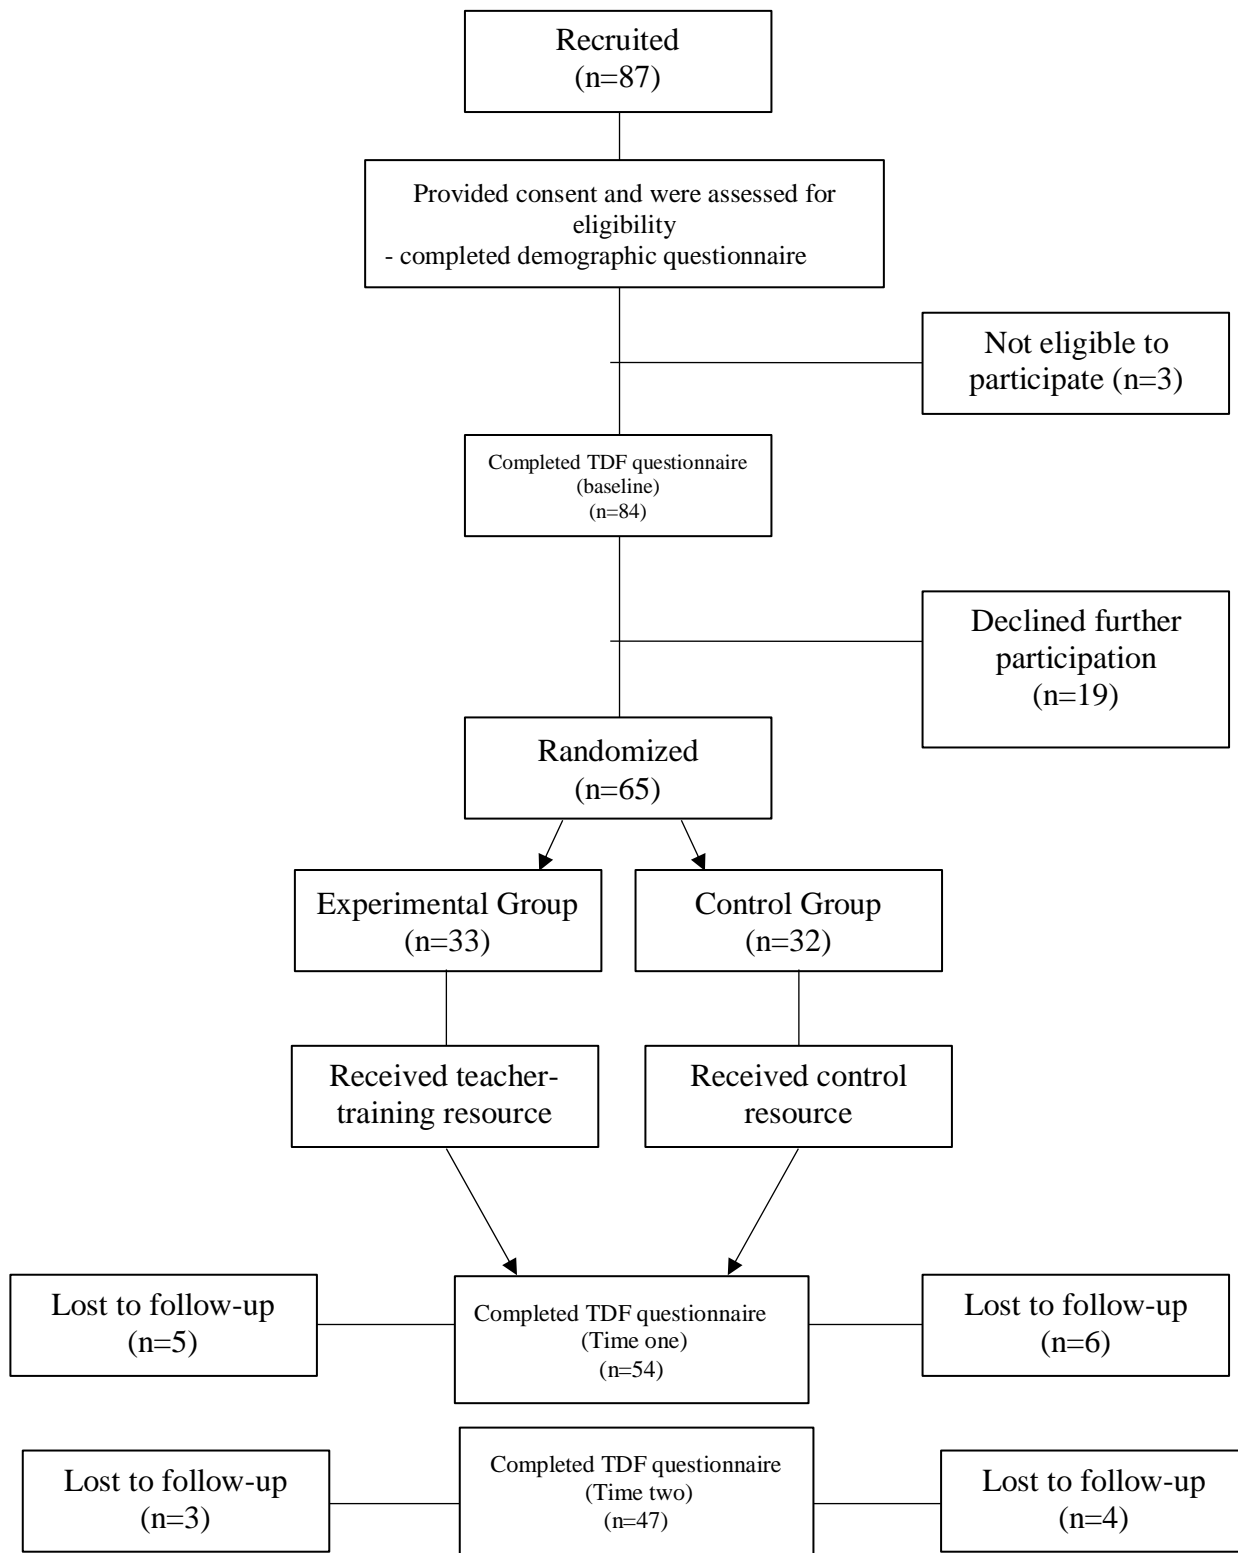 Recruited
(n=87)
Provided consent and were assessed for
eligibility
- completed demographic questionnaire
Not eligible to
participate (n=3)
Completed TDF questionnaire
(baseline)
(n=84)
Declined further
participation
(n=19)
Randomized
(n=65)
Experimental Group
(n=33)
Control Group
(n=32)
Received teacher-
training resource
Received control
resource
Lost to follow-up
(n=5)
Completed TDF questionnaire
(Time one)
(n=54)
Lost to follow-up
(n=6)
Lost to follow-up
(n=3)
Completed TDF questionnaire
(Time two)
(n=47)
Lost to follow-up
(n=4)